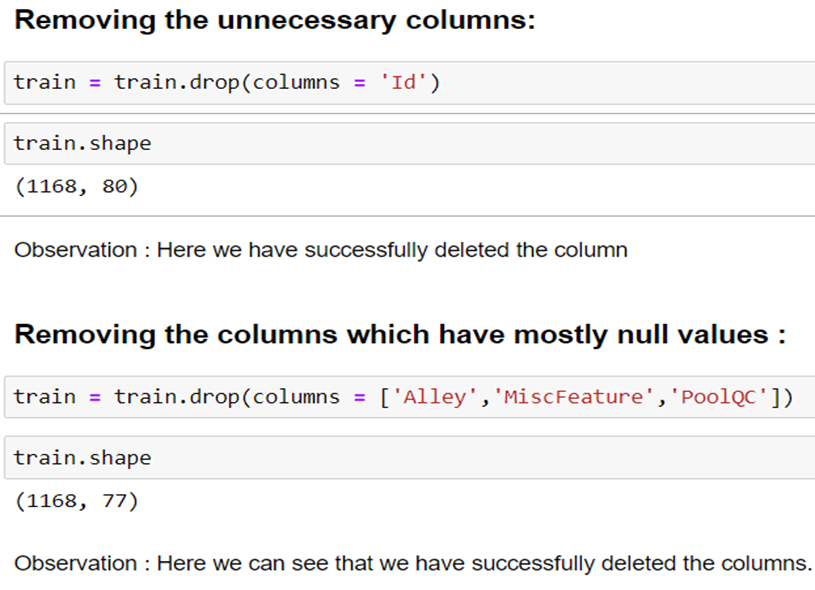 Removing the unnecessary columns:
train = train.drop(columns = 'Id')
train.shape
(1168, 80)
Observation : Here we have successfully deleted the column
Removing the columns which have mostly null values :
train = train.drop(columns = ['Alley','MiscFeature','PoolQC'])
train.shape
(1168, 77)
Observation : Here we can see that we have successfully deleted the columns.